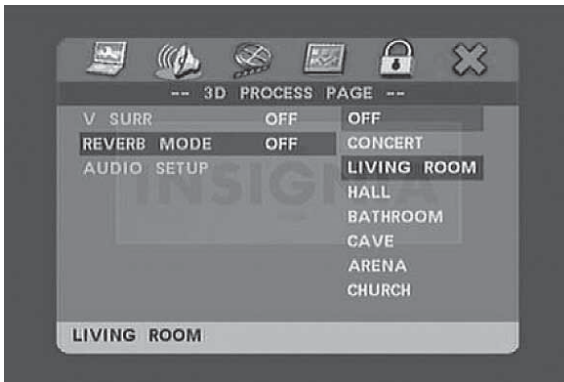 -- 3D PROCESS PAGE --
V SURR OFF OFF
REVERB MODE OFF CONCERT
AUDIO SETUP LIVING ROOM
INSIGNIA
HALL
BATHROOM
CAVE
ARENA
CHURCH
LIVING ROOM